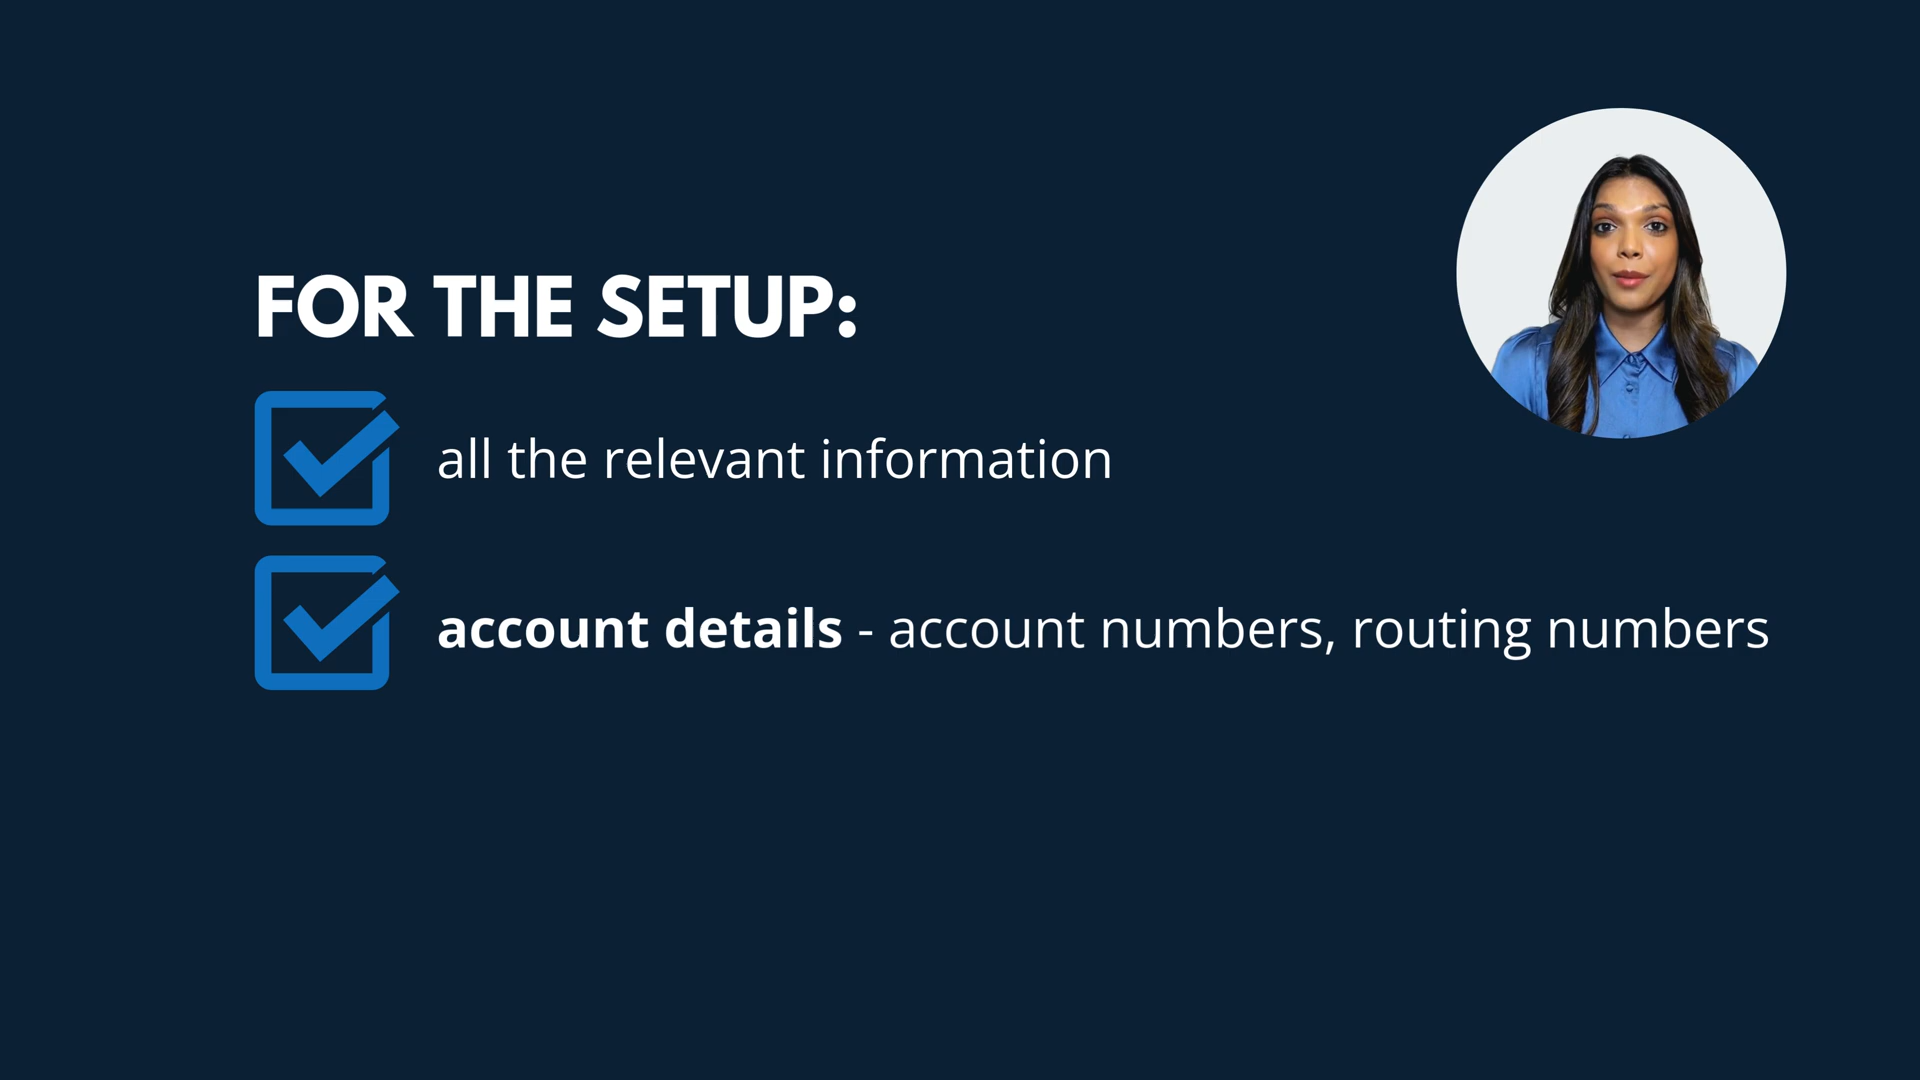 FOR THE SETUP:
all the relevant information
account details - account numbers, routing numbers